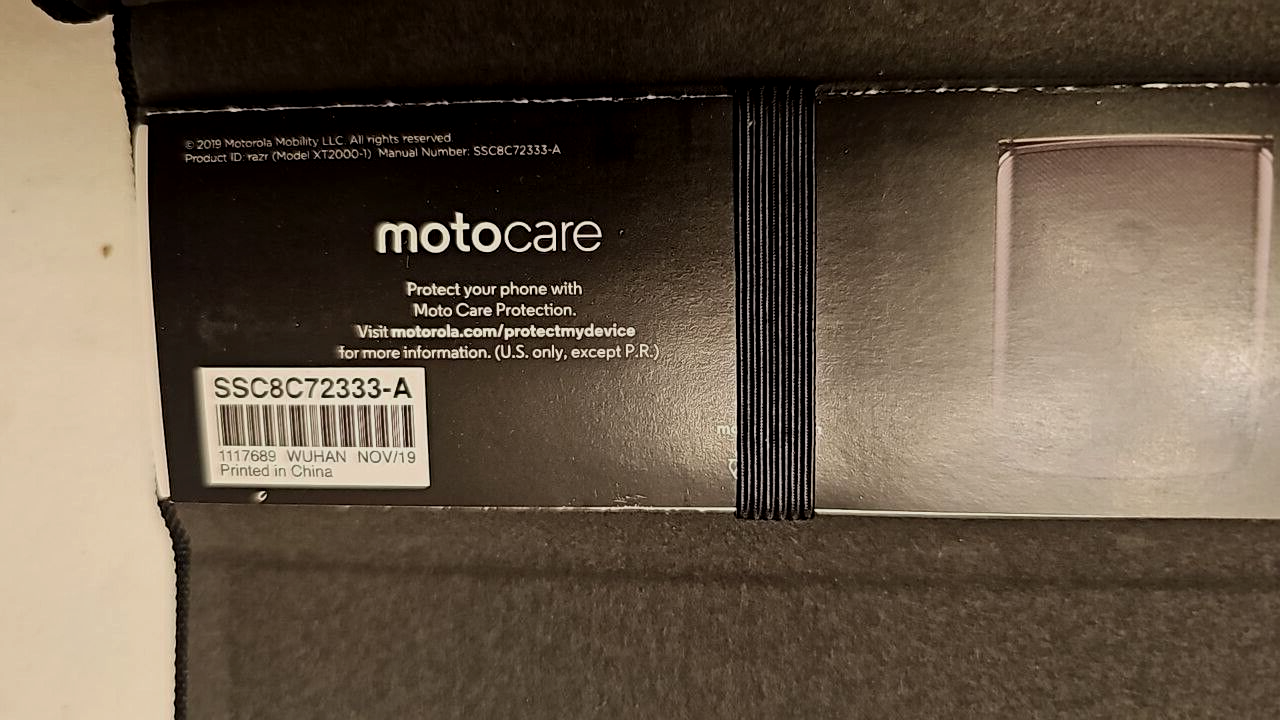 © 2019 Motorola Mobility LLC. All rights reserved
Product ID: razr (Model XT2000-1) Manual Number: SSC8C72333-A
motocare
Protect your phone with
Moto Care Protection.
Visit motorola.com/protectmydevice
for more information. (U.S. only, except P.R.)
SSC8C72333-A
1117689 WUHAN NOV/19
Printed in China